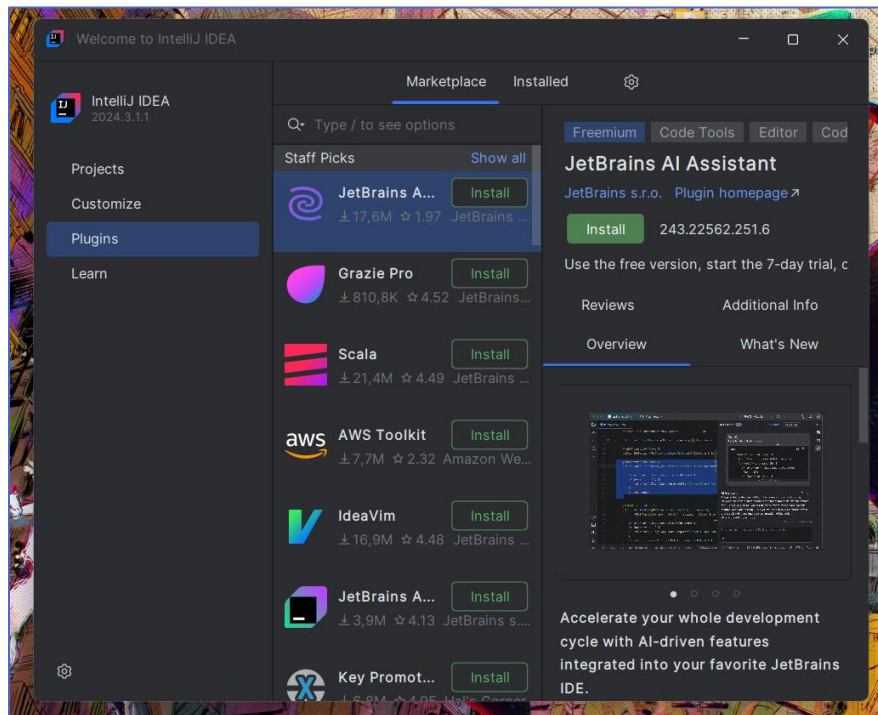 Welcome to IntelliJ IDEA
IntelliJ IDEA
2024.3.1.1
Projects
Customize
Plugins
Learn
Marketplace Installed
Type / to see options
Staff Picks Show all
JetBrains A... Install
17,6M 1.97 JetBrains ...
Grazie Pro Install
810,8K 4.52 JetBrains...
Scala Install
21,4M 4.49 JetBrains ...
aws AWS Toolkit Install
7,7M 2.32 Amazon We...
IdeaVim Install
16,9M 4.48 JetBrains ...
JetBrains A... Install
3,9M 4.13 JetBrains s....
Key Promot... Install
6,8M 4.95 Hal's Corner
Freemium Code Tools Editor Cod
JetBrains AI Assistant
JetBrains s.r.o. Plugin homepage
Install 243.22562.251.6
Use the free version, start the 7-day trial, c
Reviews Additional Info
Overview What's New
Accelerate your whole development
cycle with AI-driven features
integrated into your favorite JetBrains
IDE.